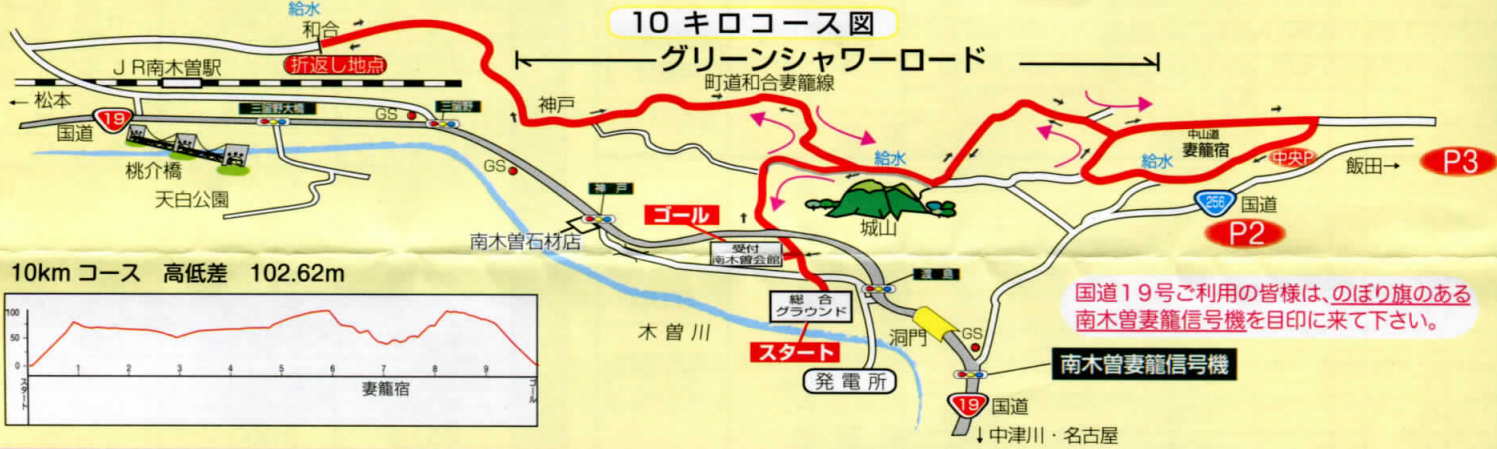 10 キロコース図
グリーンシャワーロード
町道和合妻籠線
給水
和合
折返し地点
JR南木曽駅
←松本
19
国道
三留野大橋
GS
三留野
桃介橋
天白公園
GS
神戸
神戸
南木曽石材店
ゴール
受付
南木曽会館
給水
城山
中山道
妻籠宿
給水
中央P
飯田→
P3
256
国道
P2
渡島
総合
グラウンド
スタート
木曽川
発電所
洞門
GS
南木曽妻籠信号機
19
国道
↓中津川・名古屋
国道19号ご利用の皆様は、のぼり旗のある
南木曽妻籠信号機を目印に来て下さい。
10km コース 高低差 102.62m
100
50
0
スタート
1
2
3
4
5
6
7
8
9
ゴール
妻籠宿